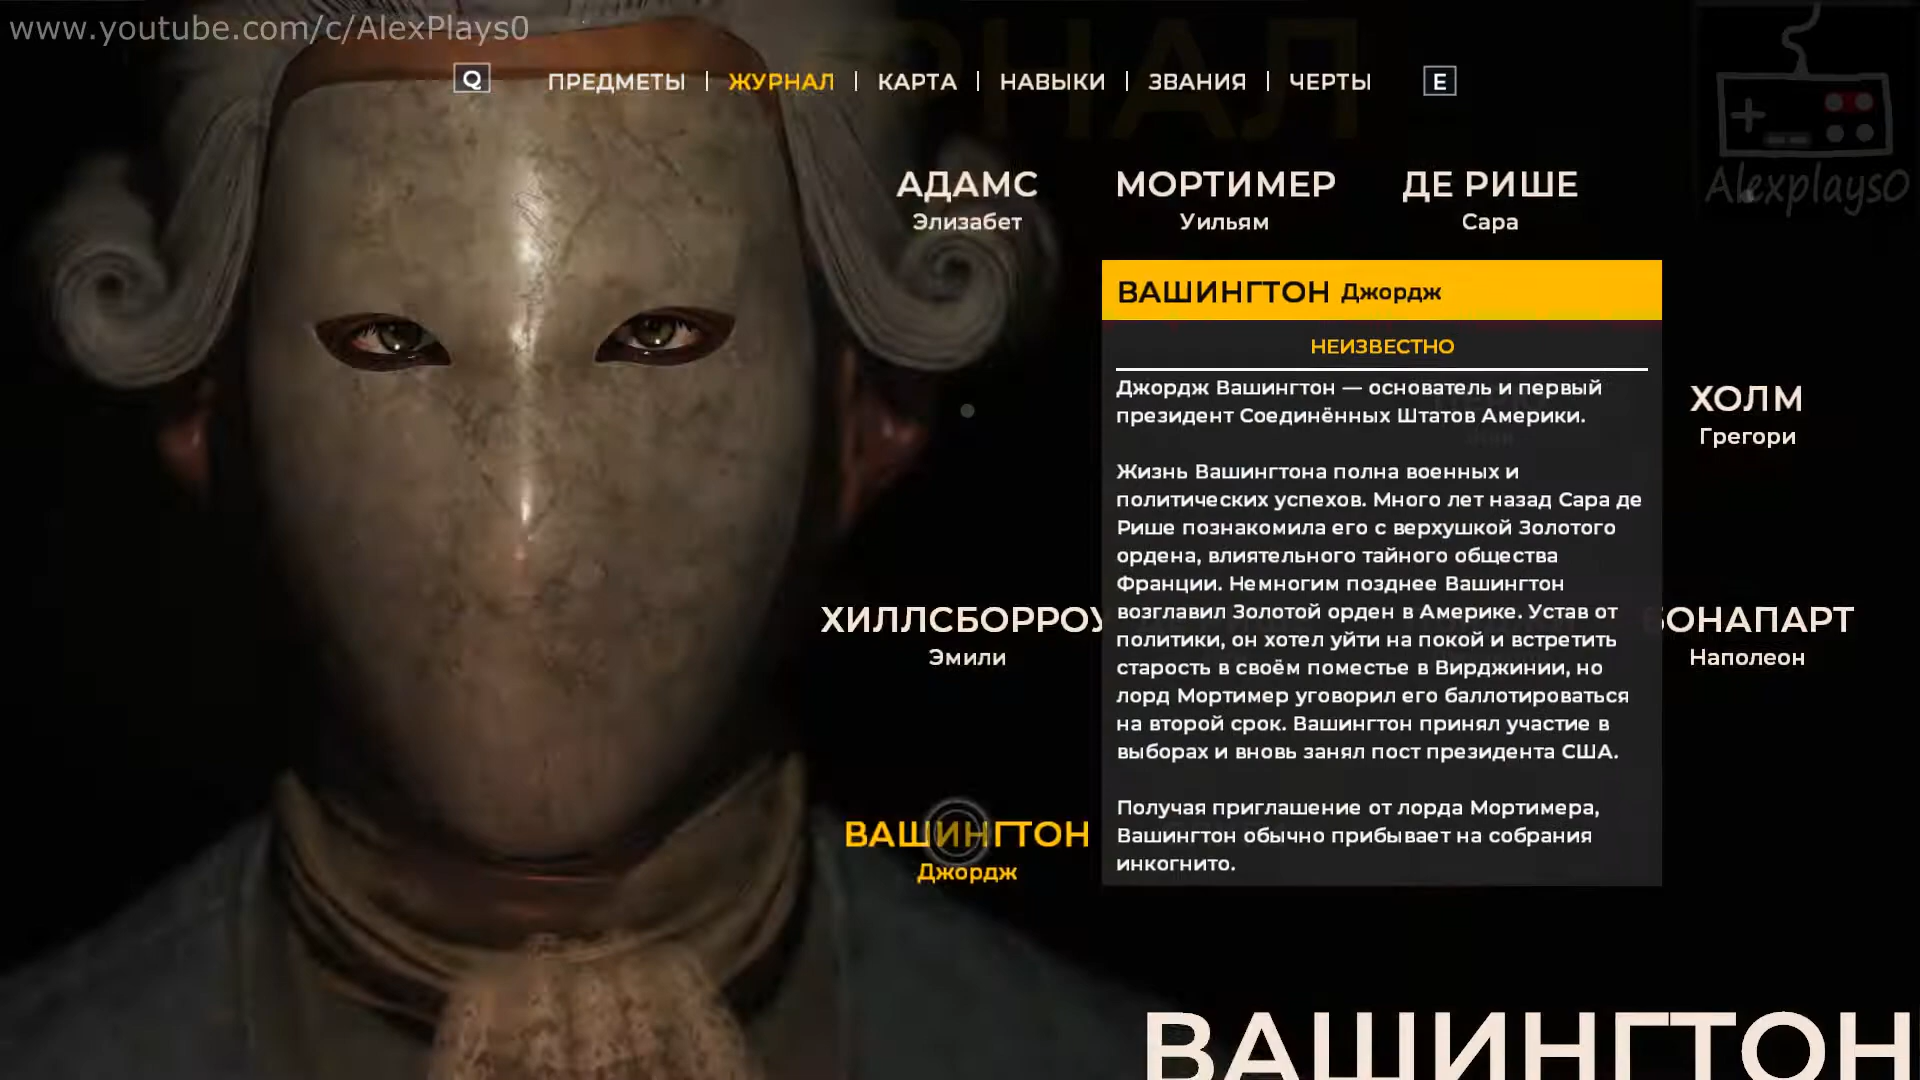 www.youtube.com/c/AlexPlays0
Q ПРЕДМЕТЫ | ЖУРНАЛ | КАРТА | НАВЫКИ | ЗВАНИЯ | ЧЕРТЫ E
Alexplays0
АДАМС МОРТИМЕР ДЕ РИШЕ
Элизабет Уильям Сара
ВАШИНГТОН Джордж
НЕИЗВЕСТНО
Джордж Вашингтон — основатель и первый
президент Соединённых Штатов Америки.
Жизнь Вашингтона полна военных и
политических успехов. Много лет назад Сара де
Рише познакомила его с верхушкой Золотого
ордена, влиятельного тайного общества
Франции. Немногим позднее Вашингтон
возглавил Золотой орден в Америке. Устав от
политики, он хотел уйти на покой и встретить
старость в своём поместье в Вирджинии, но
лорд Мортимер уговорил его баллотироваться
на второй срок. Вашингтон принял участие в
выборах и вновь занял пост президента США.
Получая приглашение от лорда Мортимера,
Вашингтон обычно прибывает на собрания
инкогнито.
ХОЛМ
Грегори
ХИЛЛСБОРРОУ
Эмили
БОНАПАРТ
Наполеон
ВАШИНГТОН
Джордж
ВАШИНГТОН